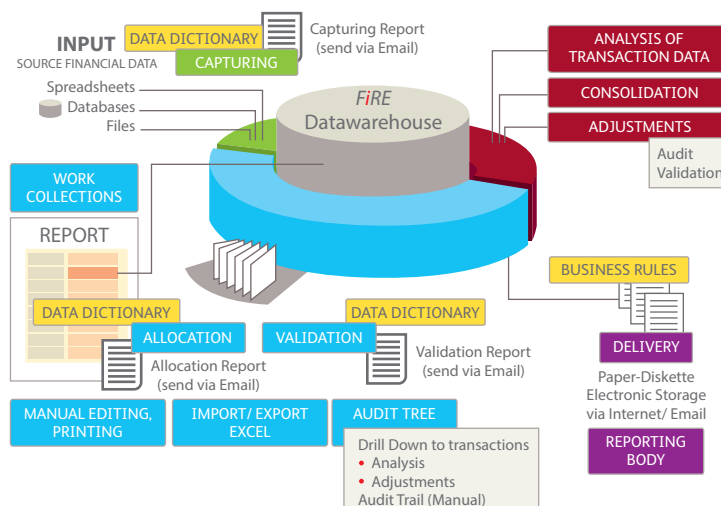 INPUT
SOURCE FINANCIAL DATA
DATA DICTIONARY
CAPTURING
Capturing Report
(send via Email)
Spreadsheets
Databases
Files
FiRE
Datawarehouse
ANALYSIS OF
TRANSACTION DATA
CONSOLIDATION
ADJUSTMENTS
Audit
Validation
WORK
COLLECTIONS
REPORT
DATA DICTIONARY
ALLOCATION
Allocation Report
(send via Email)
DATA DICTIONARY
VALIDATION
Validation Report
(send via Email)
BUSINESS RULES
DELIVERY
Paper-Diskette
Electronic Storage
via Internet/ Email
REPORTING
BODY
MANUAL EDITING,
PRINTING
IMPORT/ EXPORT
EXCEL
AUDIT TREE
Drill Down to transactions
• Analysis
• Adjustments
Audit Trail (Manual)